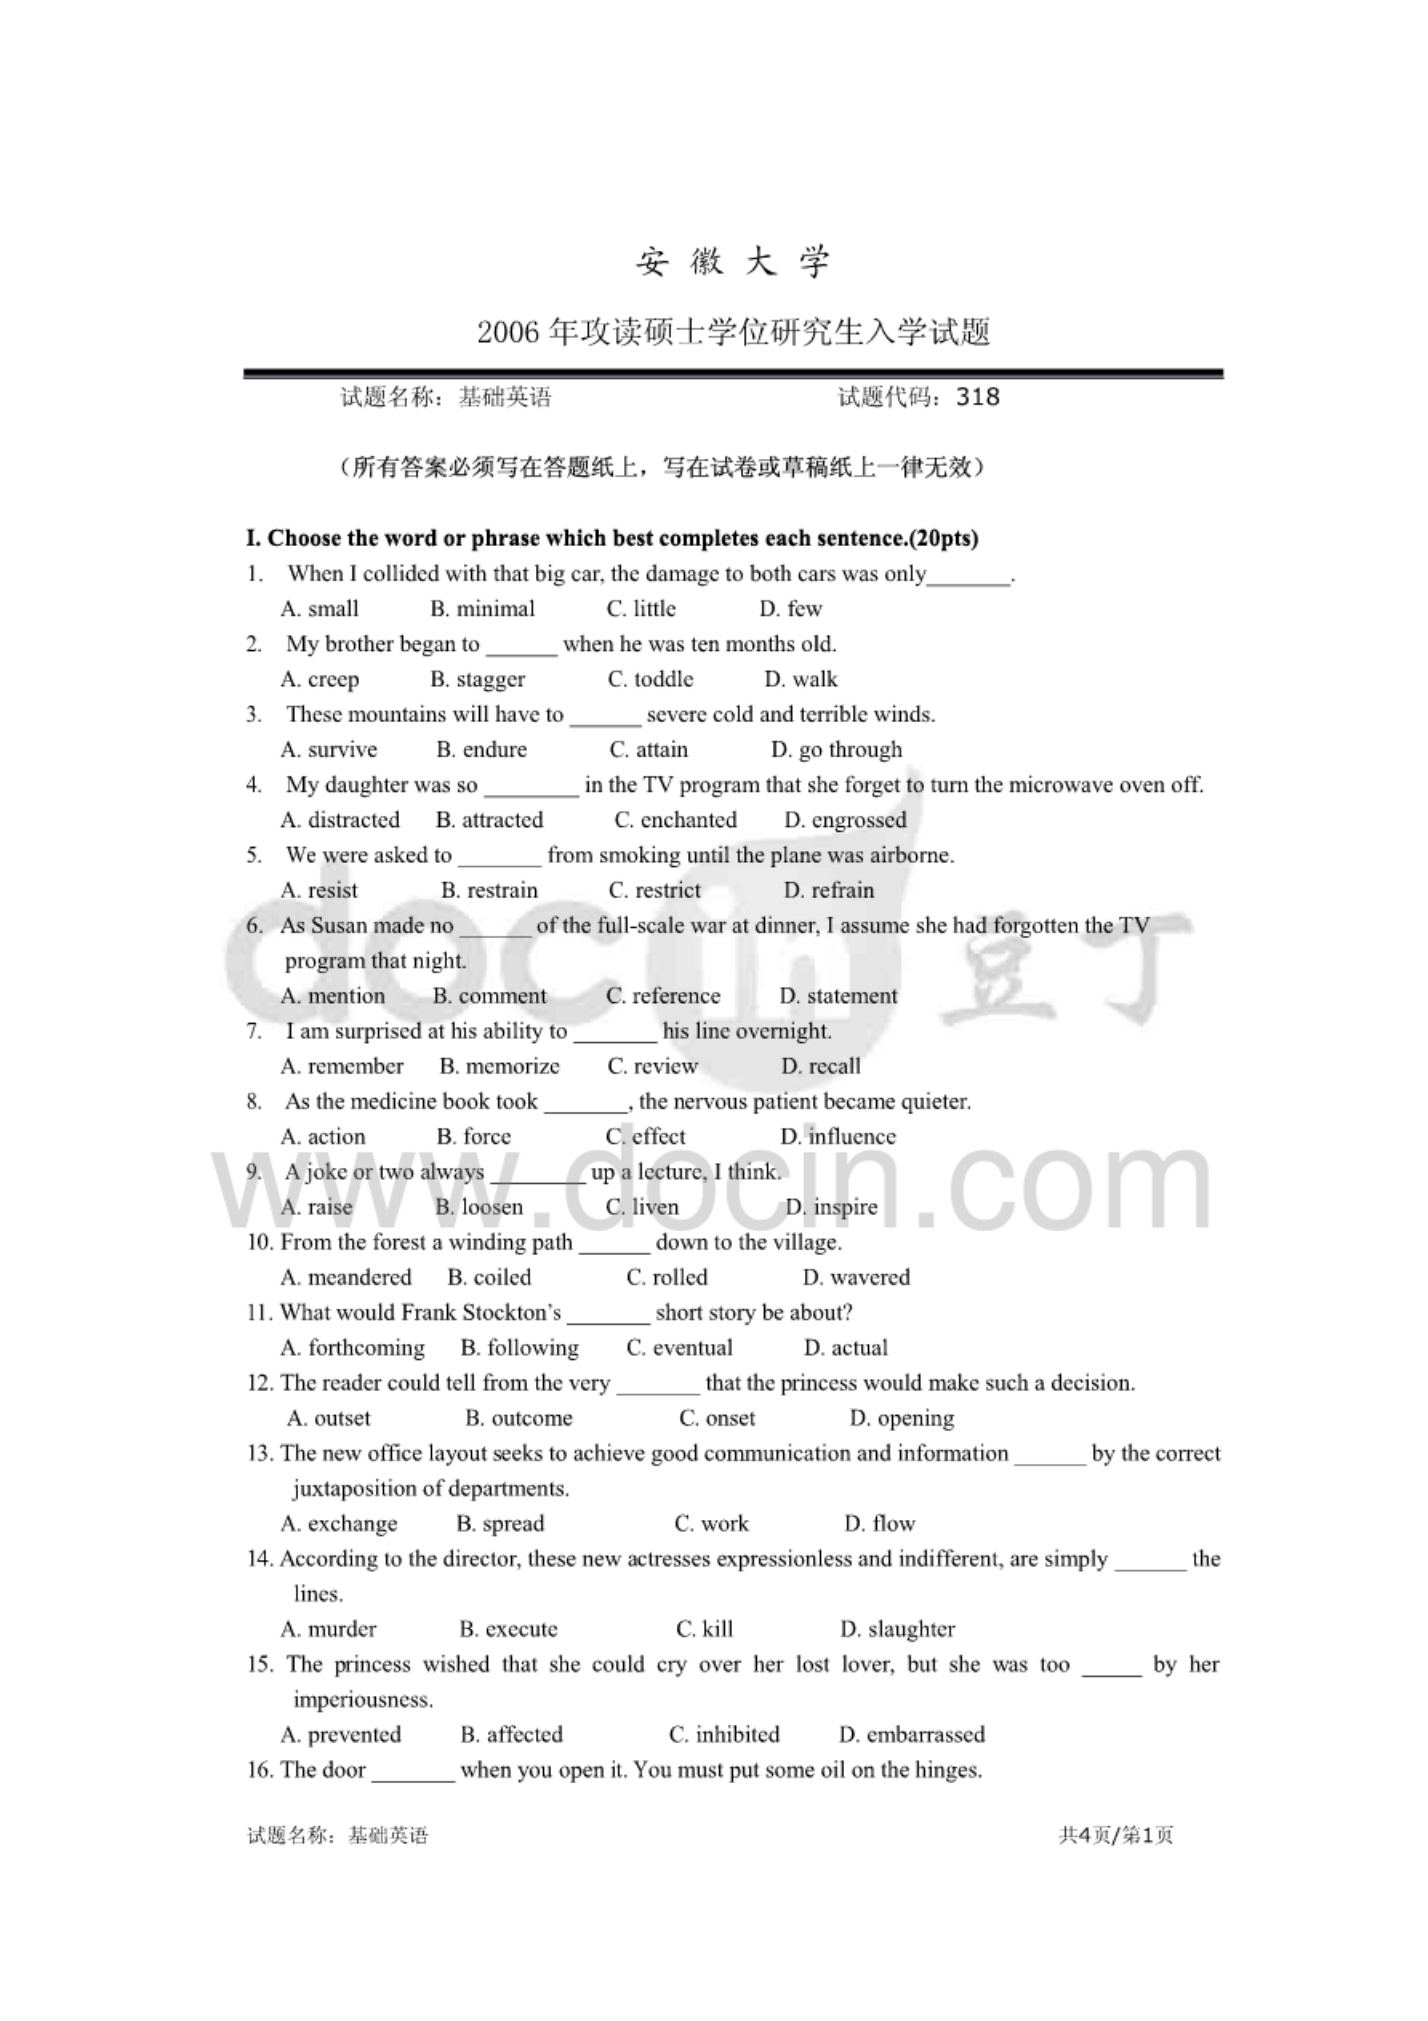 安徽大学
2006 年攻读硕士学位研究生入学试题
试题名称：基础英语 试题代码：318
（所有答案必须写在答题纸上，写在试卷或草稿纸上一律无效）
I. Choose the word or phrase which best completes each sentence.(20pts)
1. When I collided with that big car, the damage to both cars was only_______.
A. small B. minimal C. little D. few
2. My brother began to ______ when he was ten months old.
A. creep B. stagger C. toddle D. walk
3. These mountains will have to ______ severe cold and terrible winds.
A. survive B. endure C. attain D. go through
4. My daughter was so ________ in the TV program that she forget to turn the microwave oven off.
A. distracted B. attracted C. enchanted D. engrossed
5. We were asked to _______ from smoking until the plane was airborne.
A. resist B. restrain C. restrict D. refrain
6. As Susan made no ______ of the full-scale war at dinner, I assume she had forgotten the TV
program that night.
A. mention B. comment C. reference D. statement
7. I am surprised at his ability to _______ his line overnight.
A. remember B. memorize C. review D. recall
8. As the medicine book took _______, the nervous patient became quieter.
A. action B. force C. effect D. influence
9. A joke or two always ________ up a lecture, I think.
A. raise B. loosen C. liven D. inspire
10. From the forest a winding path ______ down to the village.
A. meandered B. coiled C. rolled D. wavered
11. What would Frank Stockton’s _______ short story be about?
A. forthcoming B. following C. eventual D. actual
12. The reader could tell from the very _______ that the princess would make such a decision.
A. outset B. outcome C. onset D. opening
13. The new office layout seeks to achieve good communication and information ______ by the correct
juxtaposition of departments.
A. exchange B. spread C. work D. flow
14. According to the director, these new actresses expressionless and indifferent, are simply ______ the
lines.
A. murder B. execute C. kill D. slaughter
15. The princess wished that she could cry over her lost lover, but she was too _____ by her
imperiousness.
A. prevented B. affected C. inhibited D. embarrassed
16. The door _______ when you open it. You must put some oil on the hinges.
试题名称：基础英语 共4页/第1页
docin 豆丁
www.docin.com